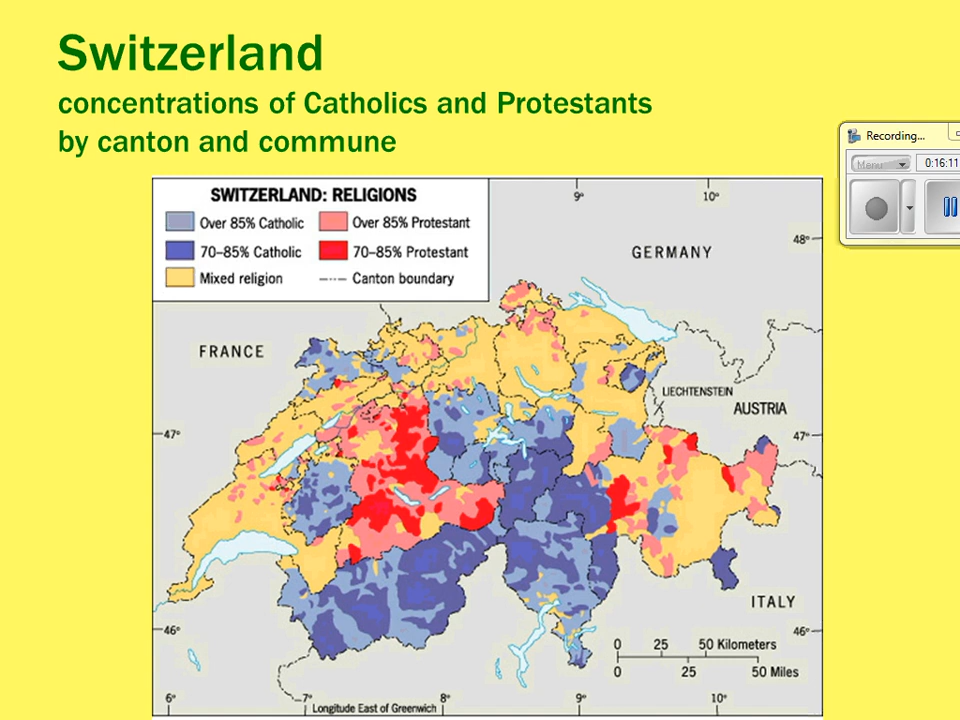 Switzerland
concentrations of Catholics and Protestants
by canton and commune
Recording...
Menu
0:16:11
SWITZERLAND: RELIGIONS
Over 85% Catholic
Over 85% Protestant
70–85% Catholic
70–85% Protestant
Mixed religion
Canton boundary
9°
10°
48°
GERMANY
FRANCE
LIECHTENSTEIN
AUSTRIA
47°
47°
ITALY
46°
46°
0 25 50 Kilometers
0 25 50 Miles
6°
7°
8°
9°
10°
Longitude East of Greenwich